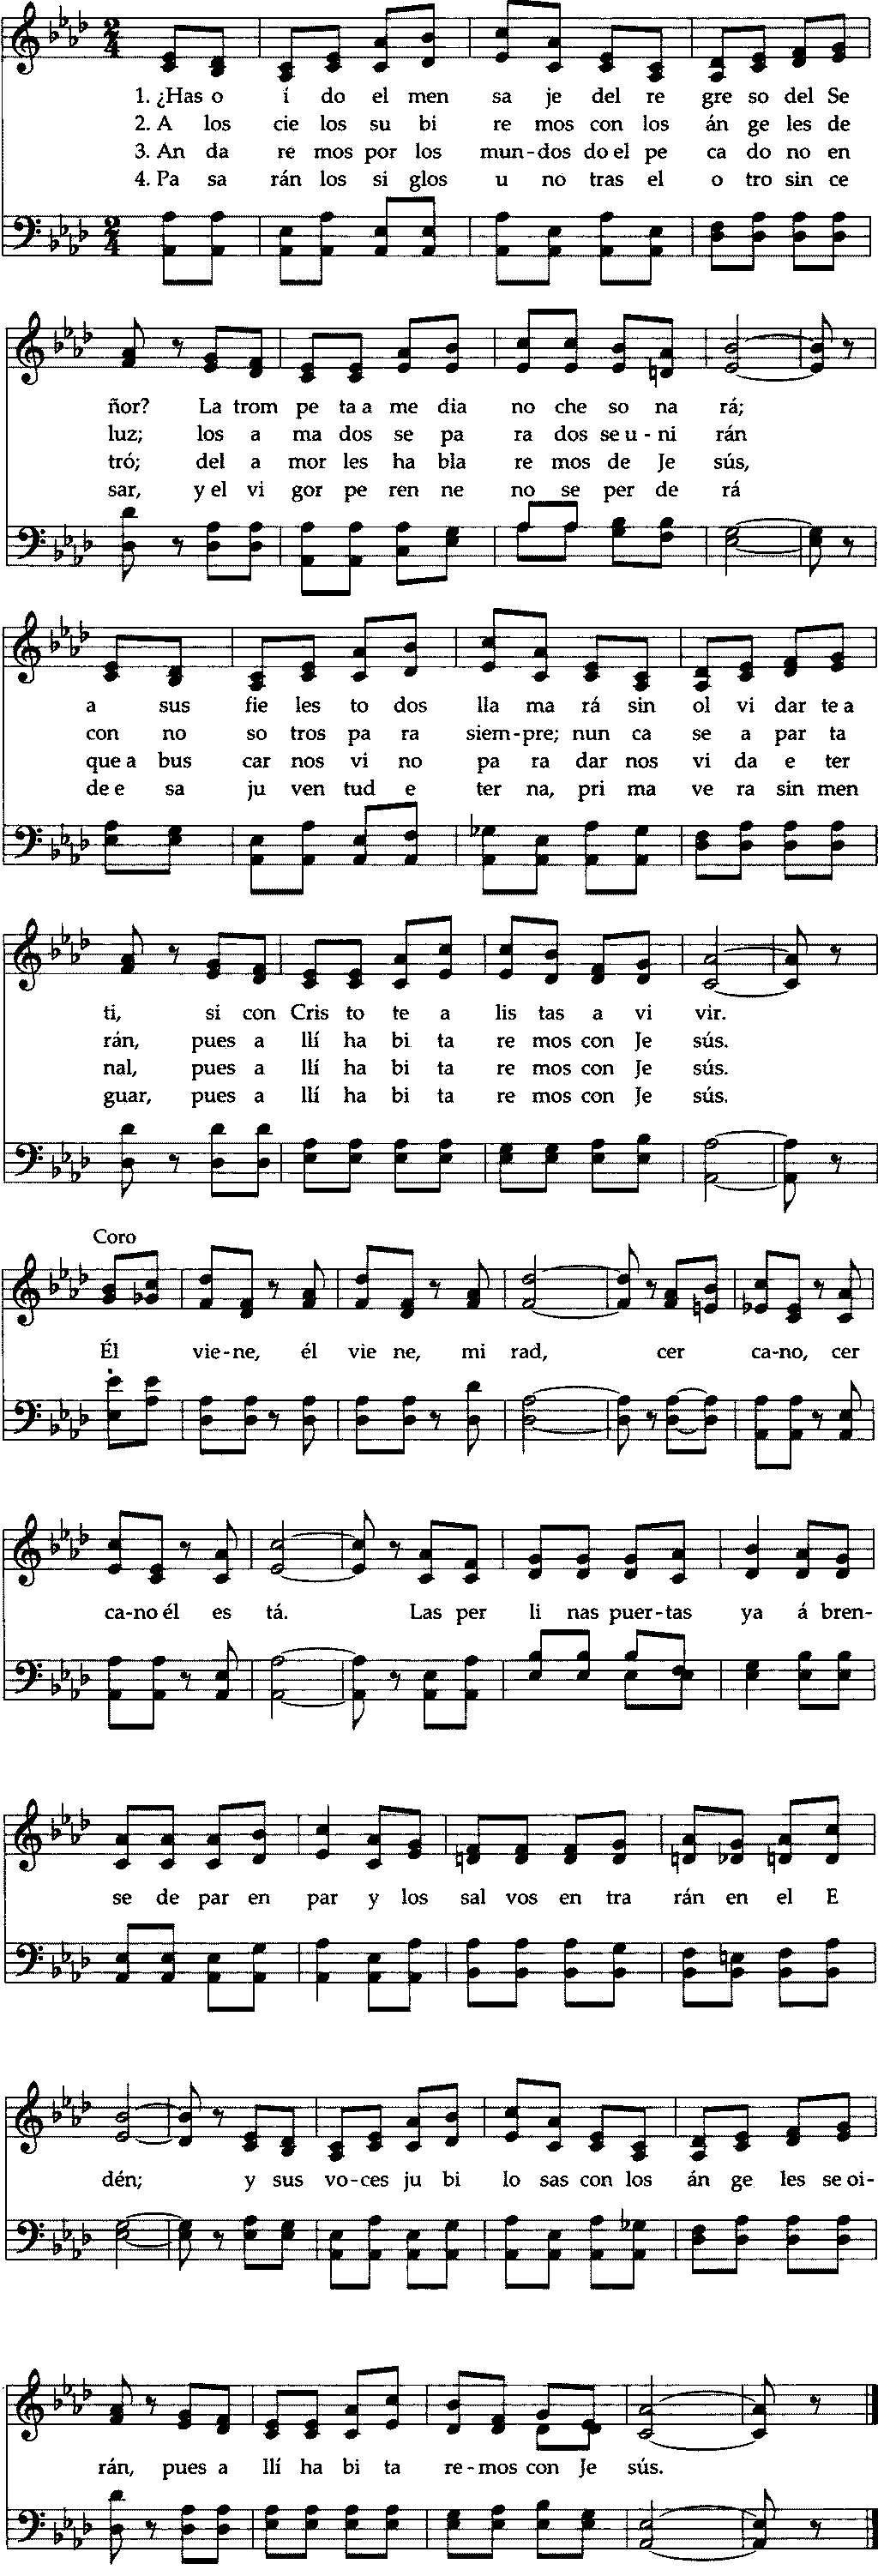 1. ¿Has o í do el men sa je del re gre so del Se
2. A los cie los su bi re mos con los án ge les de
3. An da re mos por los mun-dos do el pe ca do no en
4. Pa sa rán los si glos u no tras el o tro sin ce
ñor? La trom pe ta a me dia no che so na rá;
luz; los a ma dos se pa ra dos se u - ni rán
tró; del a mor les ha bla re mos de Je sús,
sar, y el vi gor pe ren ne no se per de rá
a sus fie les to dos lla ma rá sin ol vi dar te a
con no so tros pa ra siem-pre; nun ca se a par ta
que a bus car nos vi no pa ra dar nos vi da e ter
de e sa ju ven tud e ter na, pri ma ve ra sin men
ti, si con Cris to te a lis tas a vi vir.
rán, pues a llí ha bi ta re mos con Je sús.
nal, pues a llí ha bi ta re mos con Je sús.
guar, pues a llí ha bi ta re mos con Je sús.
Coro
Él vie-ne, él vie ne, mi rad, cer ca-no, cer
ca-no él es tá. Las per li nas puer-tas ya á bren-
se de par en par y los sal vos en tra rán en el E
dén; y sus vo-ces ju bi lo sas con los án ge les se oi-
rán, pues a llí ha bi ta re-mos con Je sús.